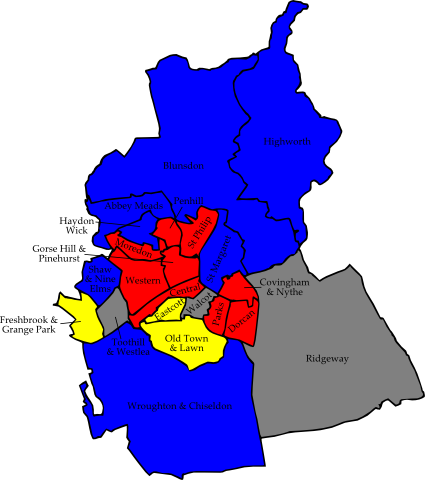 Highworth
Blunsdon
Abbey Meads
Penhill
Haydon
Wick
St Philip
Gorse Hill &
Pinehurst
Moredon
St Margaret
Shaw & Nine
Elm
Western
Central
Covingham
& Nythe
Eastcott
Walcot
Parks
Dorcan
Freshbrook &
Grange Park
Toothill
& Westlea
Old Town
& Lawn
Ridgeway
Wroughton & Chiseldon